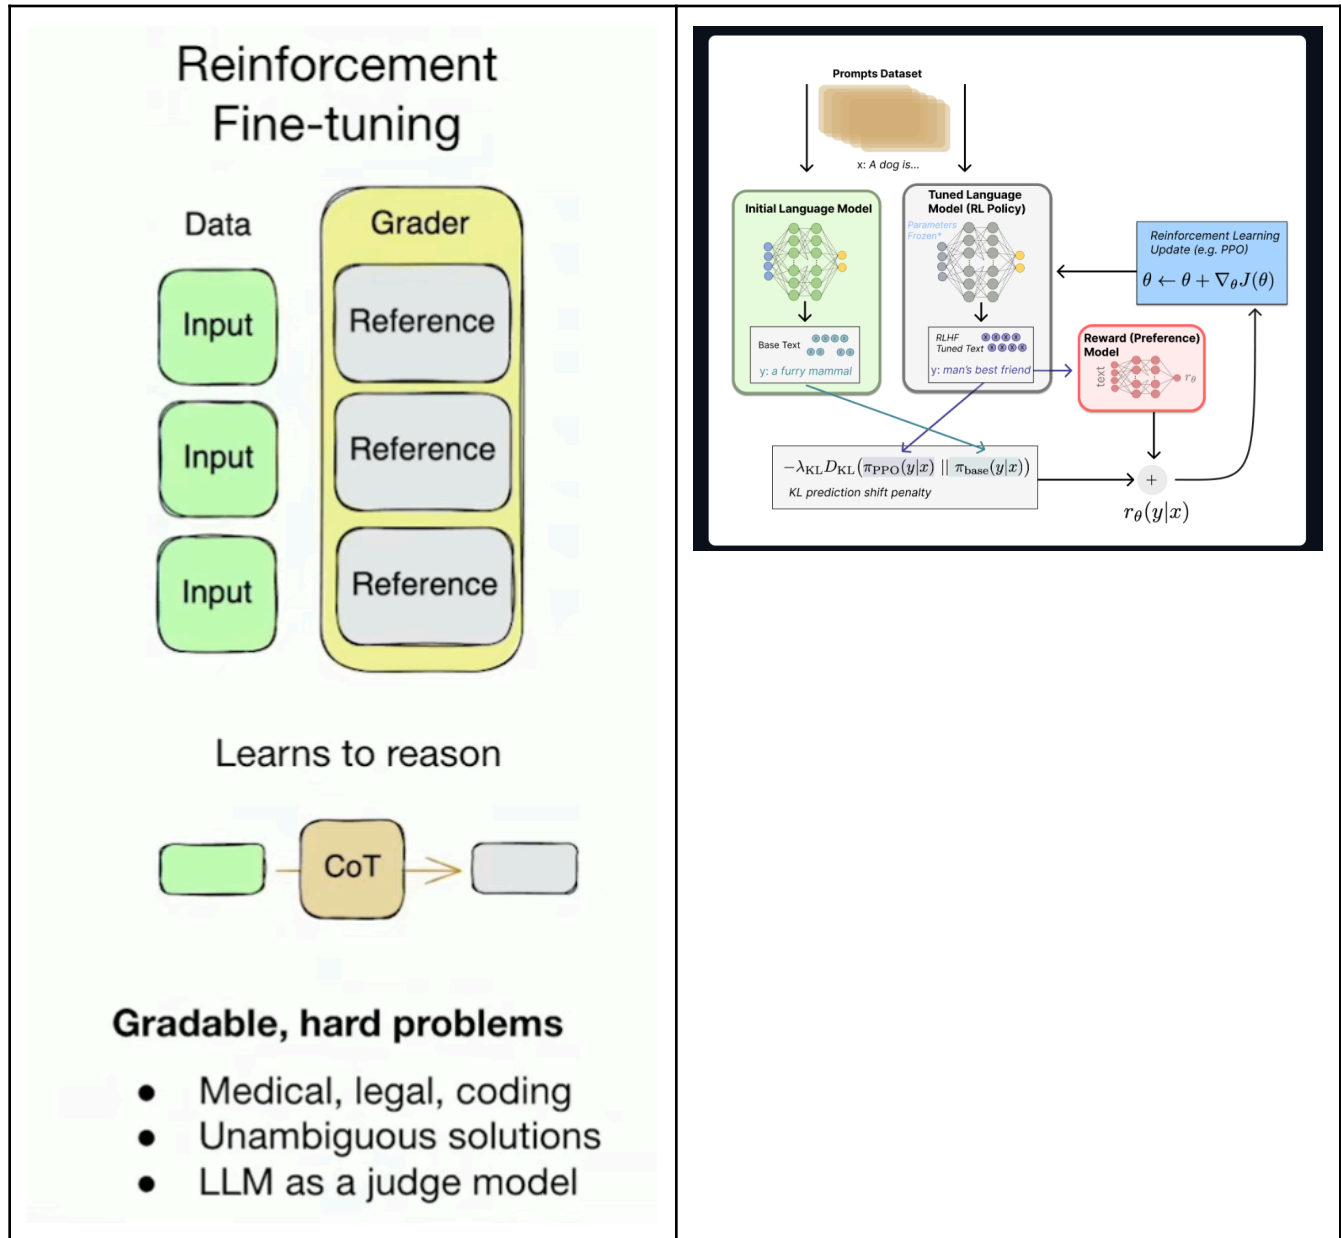 Reinforcement
Fine-tuning
Data
Grader
Input
Reference
Input
Reference
Input
Reference
Learns to reason
CoT
Gradable, hard problems
● Medical, legal, coding
● Unambiguous solutions
● LLM as a judge model
Prompts Dataset
x: A dog is...
Initial Language Model
Base Text
y: a furry mammal
Tuned Language
Model (RL Policy)
Parameters
Frozen*
RLHF
Tuned Text
y: man's best friend
Reinforcement Learning
Update (e.g. PPO)
θ ← θ + ∇θJ(θ)
Reward (Preference)
Model
text
rθ
−λKL DKL(πPPO(y|x) || πbase(y|x))
KL prediction shift penalty
+
rθ(y|x)